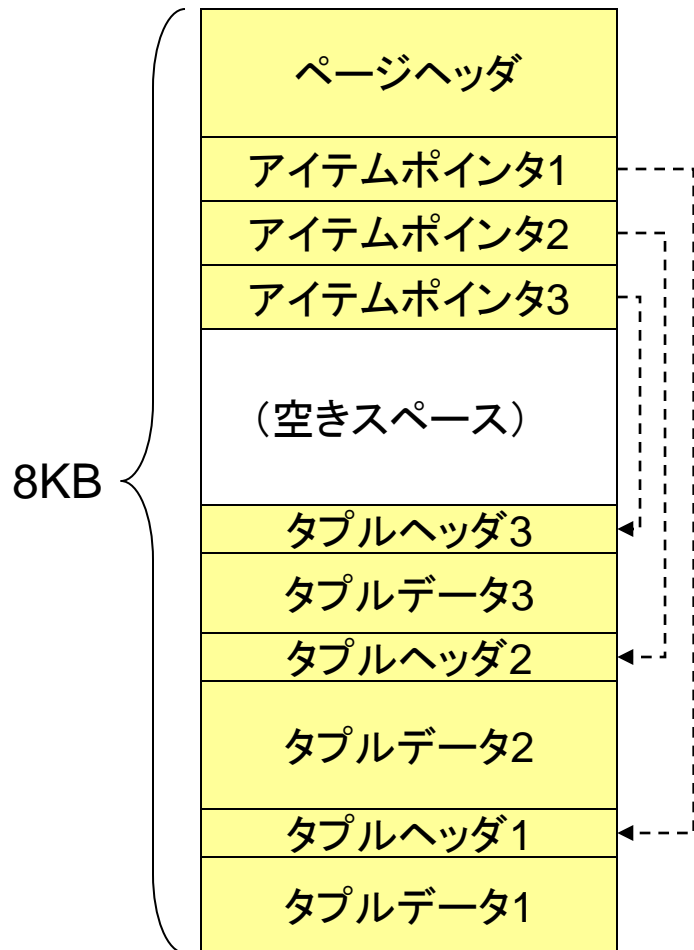 ページヘッダ
アイテムポインタ1
アイテムポインタ2
アイテムポインタ3
（空きスペース）
8KB
タプルヘッダ3
タプルデータ3
タプルヘッダ2
タプルデータ2
タプルヘッダ1
タプルデータ1